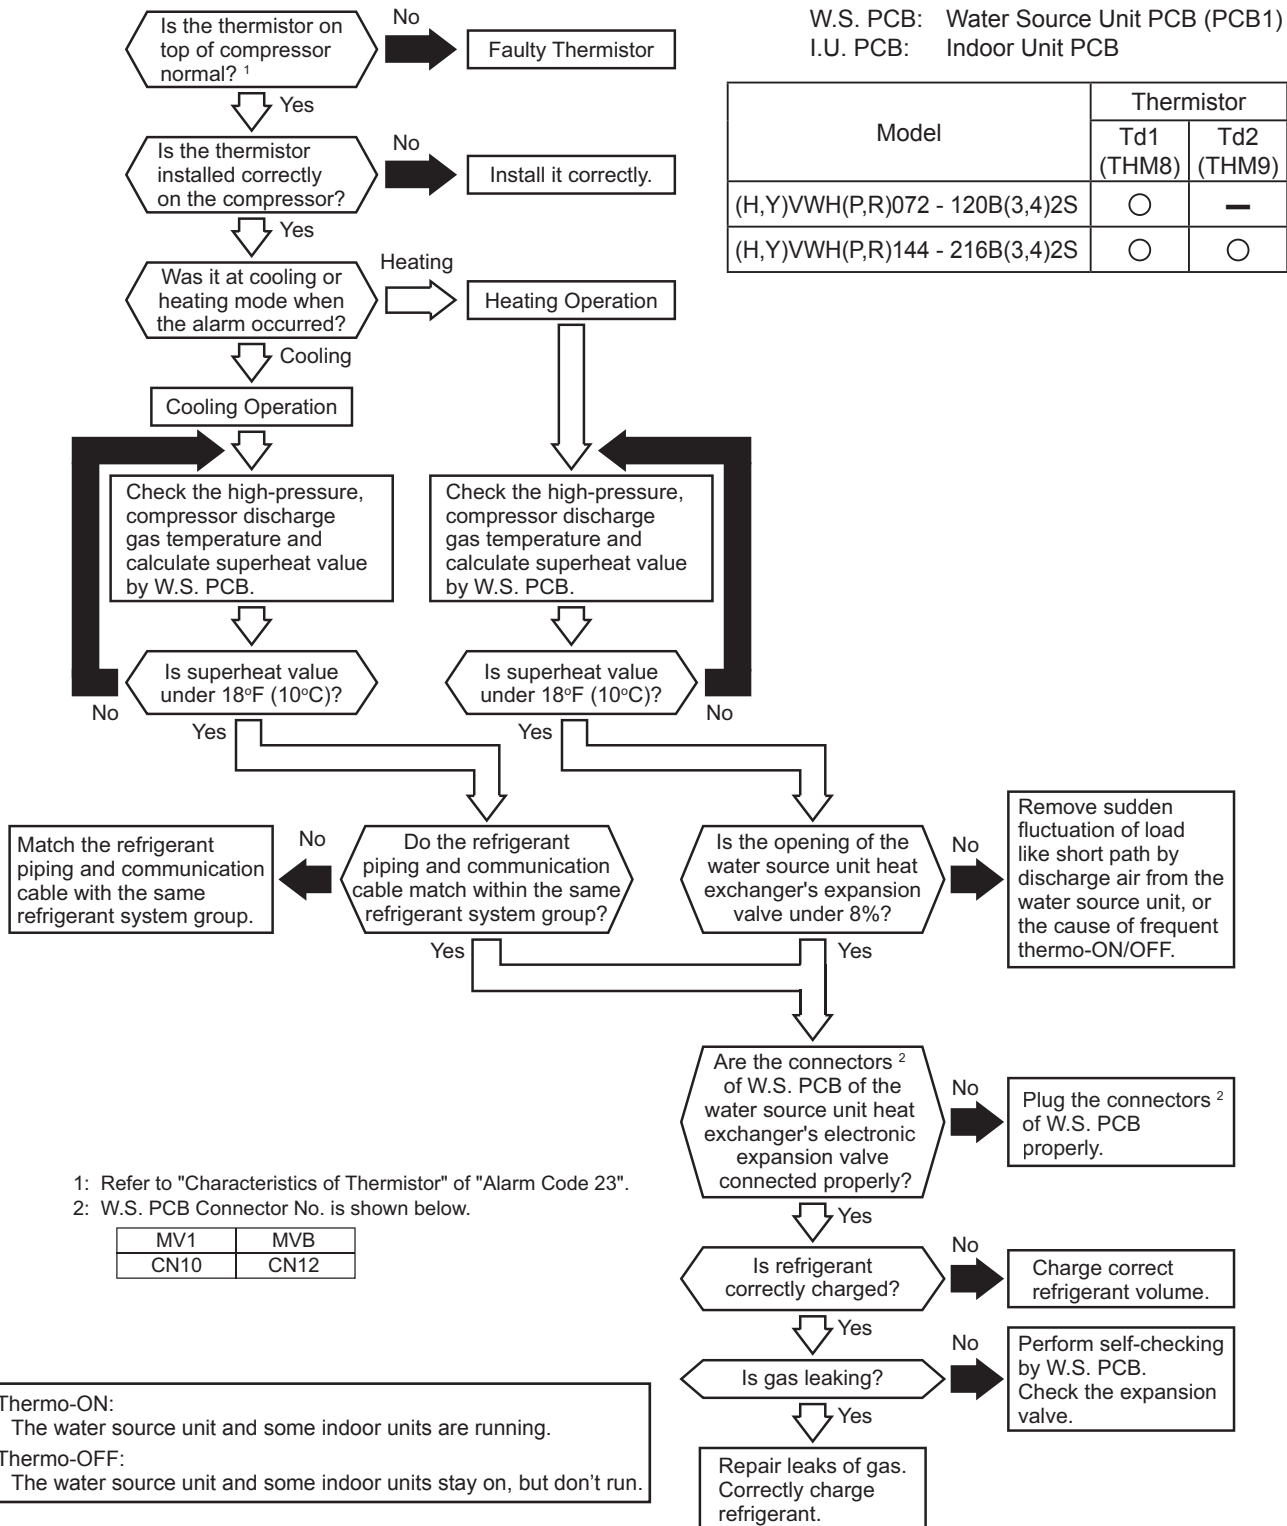 Is the thermistor on
top of compressor
normal? 1
No
Faulty Thermistor
Yes
W.S. PCB: Water Source Unit PCB (PCB1)
I.U. PCB: Indoor Unit PCB
Model
Thermistor
Td1
(THM8)
Td2
(THM9)
(H,Y)VWH(P,R)072 - 120B(3,4)2S ○ –
(H,Y)VWH(P,R)144 - 216B(3,4)2S ○ ○
Is the thermistor
installed correctly
on the compressor?
No
Install it correctly.
Yes
Was it at cooling or
heating mode when
the alarm occurred?
Heating
Heating Operation
Cooling
Cooling Operation
Check the high-pressure,
compressor discharge
gas temperature and
calculate superheat value
by W.S. PCB.
Check the high-pressure,
compressor discharge
gas temperature and
calculate superheat value
by W.S. PCB.
Is superheat value
under 18oF (10oC)?
No
Yes
Is superheat value
under 18oF (10oC)?
No
Yes
Match the refrigerant
piping and communication
cable with the same
refrigerant system group.
No
Do the refrigerant
piping and communication
cable match within the same
refrigerant system group?
Yes
Is the opening of the
water source unit heat
exchanger's expansion
valve under 8%?
No
Yes
Remove sudden
fluctuation of load
like short path by
discharge air from the
water source unit, or
the cause of frequent
thermo-ON/OFF.
Are the connectors 2
of W.S. PCB of the
water source unit heat
exchanger's electronic
expansion valve
connected properly?
No
Plug the connectors 2
of W.S. PCB
properly.
Yes
1: Refer to "Characteristics of Thermistor" of "Alarm Code 23".
2: W.S. PCB Connector No. is shown below.
MV1 MVB
CN10 CN12
Is refrigerant
correctly charged?
No
Charge correct
refrigerant volume.
Yes
Is gas leaking?
No
Perform self-checking
by W.S. PCB.
Check the expansion
valve.
Yes
Repair leaks of gas.
Correctly charge
refrigerant.
Thermo-ON:
The water source unit and some indoor units are running.
Thermo-OFF:
The water source unit and some indoor units stay on, but don’t run.